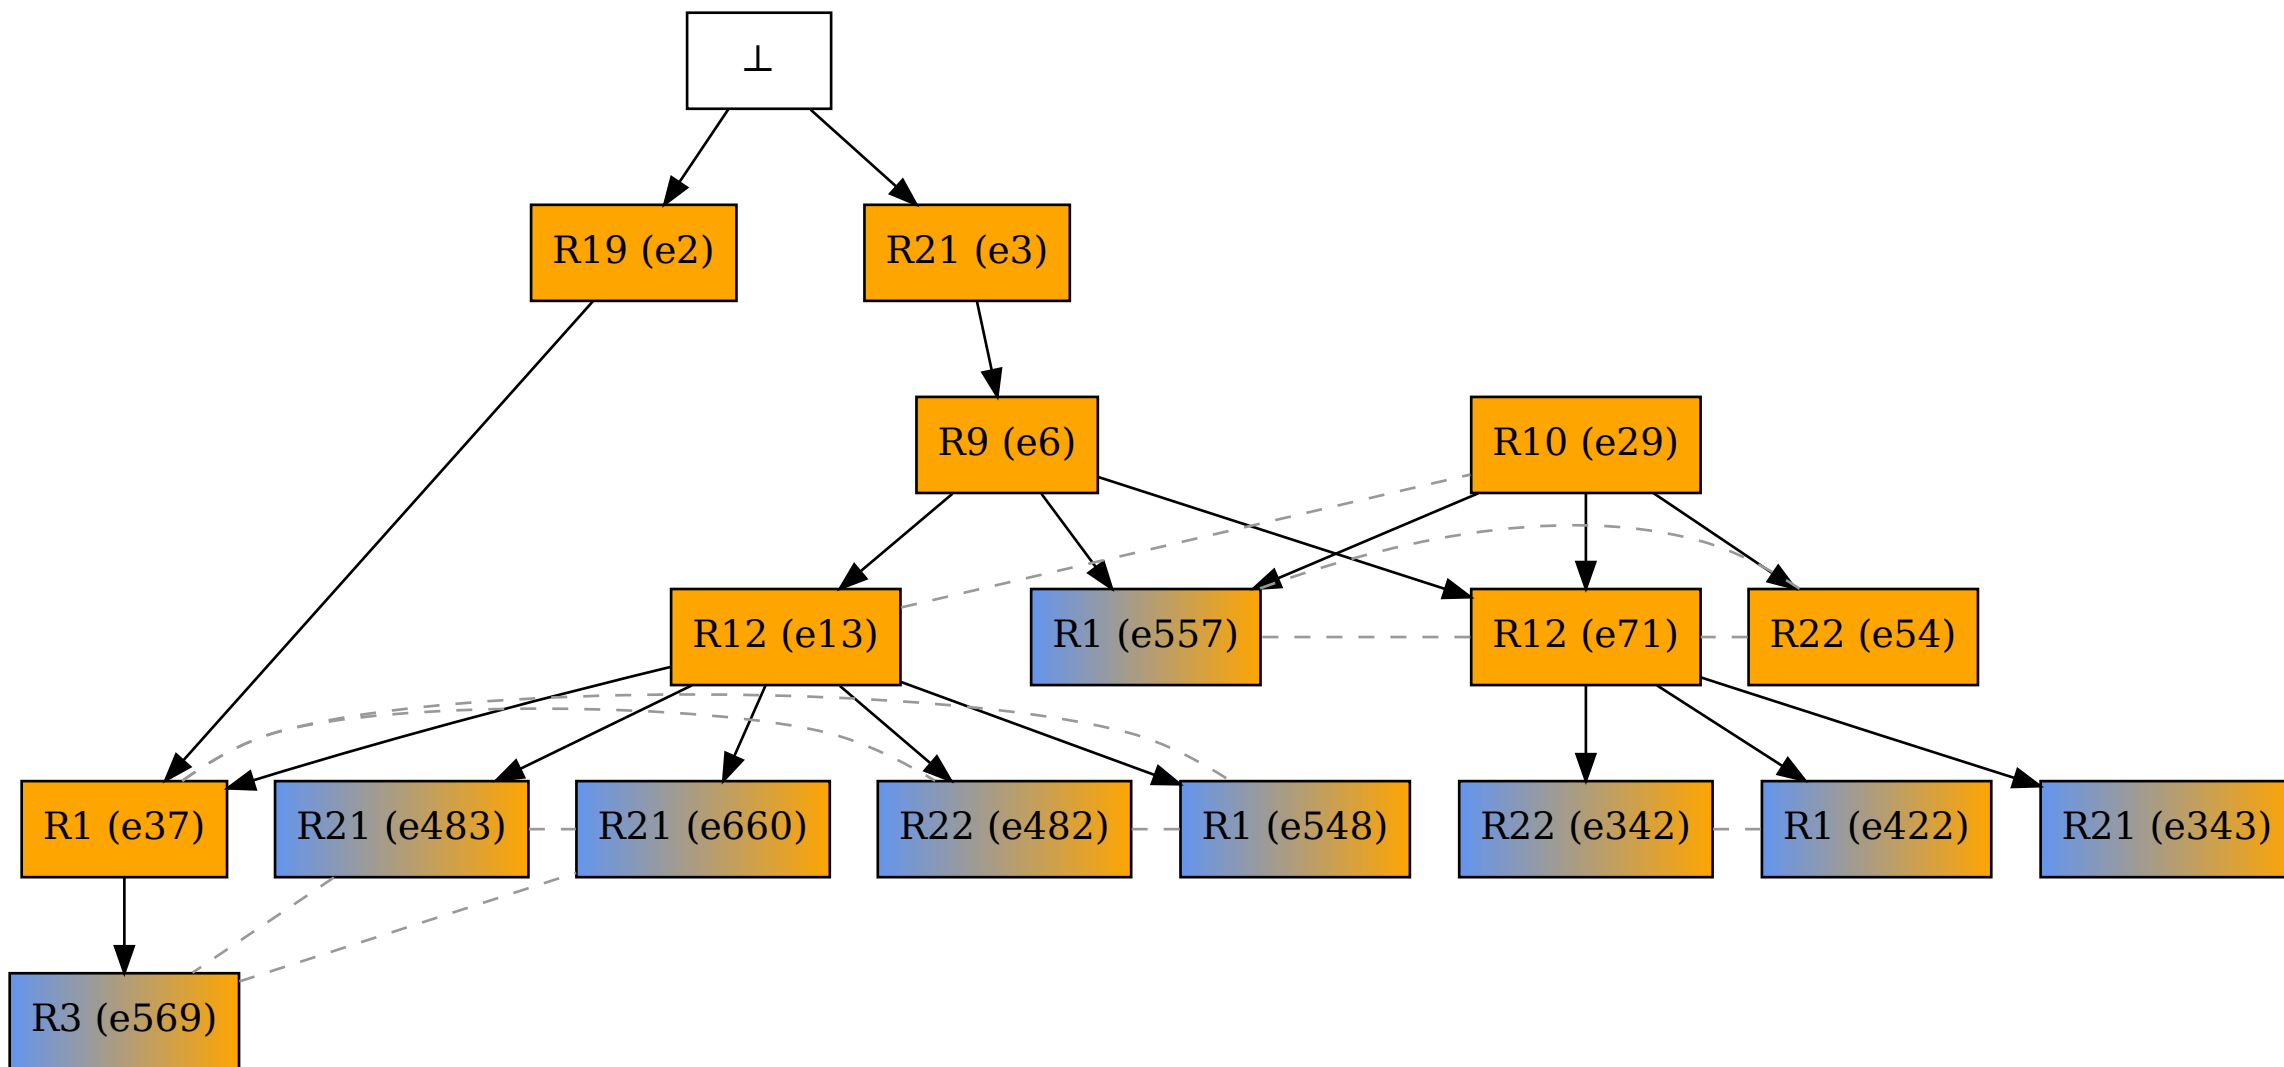 ⊥
R19 (e2)
R21 (e3)
R9 (e6)
R10 (e29)
R12 (e13)
R1 (e557)
R12 (e71)
R22 (e54)
R1 (e37)
R21 (e483)
R21 (e660)
R22 (e482)
R1 (e548)
R22 (e342)
R1 (e422)
R21 (e343)
R3 (e569)